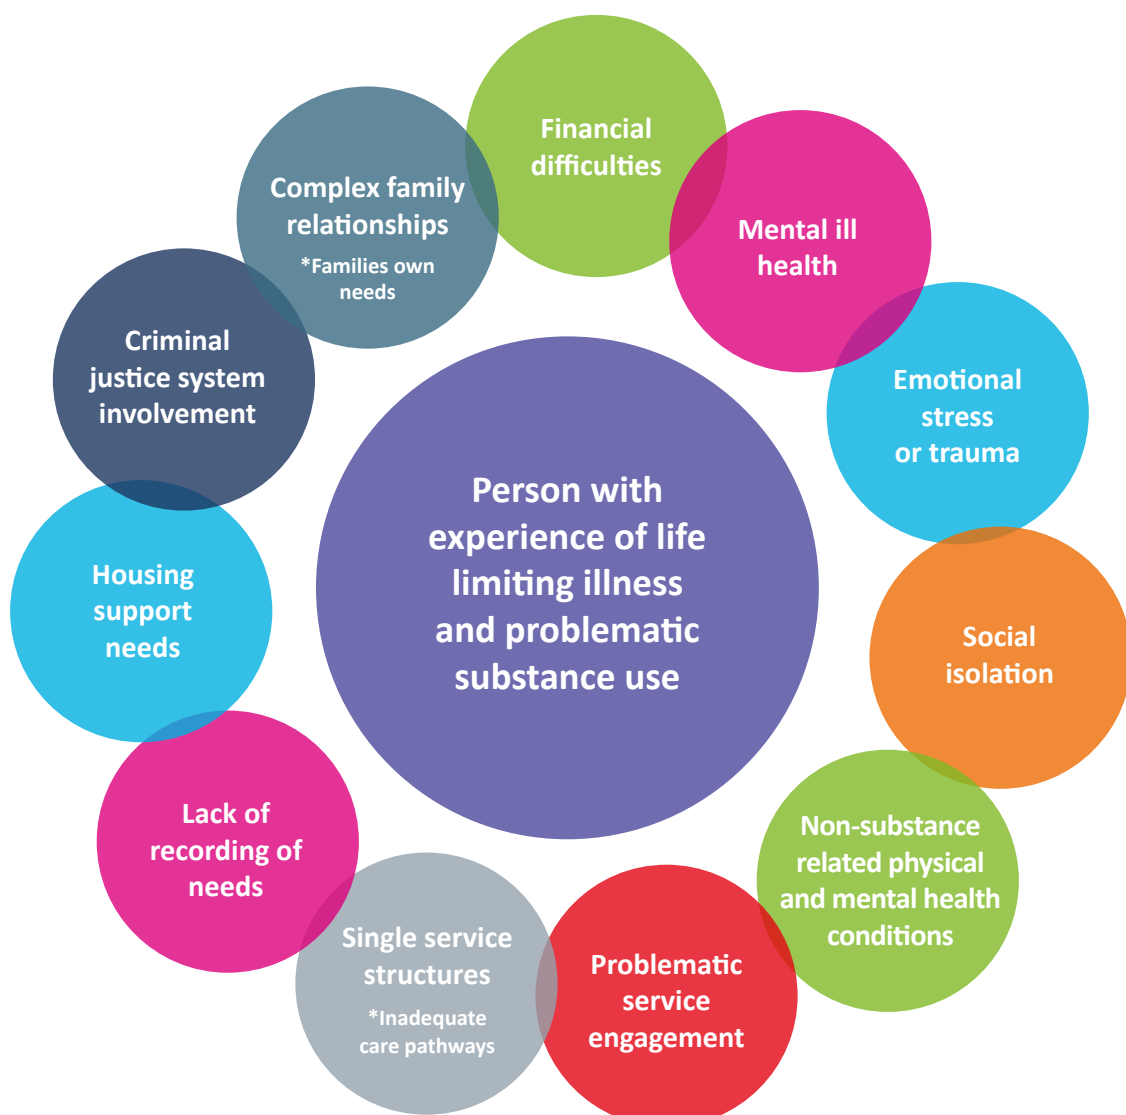 Financial
difficulties
Mental ill
health
Emotional
stress
or trauma
Social
isolation
Non-substance
related physical
and mental health
conditions
Problematic
service
engagement
Single service
structures
*Inadequate
care pathways
Lack of
recording of
needs
Housing
support
needs
Criminal
justice system
involvement
Complex family
relationships
*Families own
needs
Person with
experience of life
limiting illness
and problematic
substance use